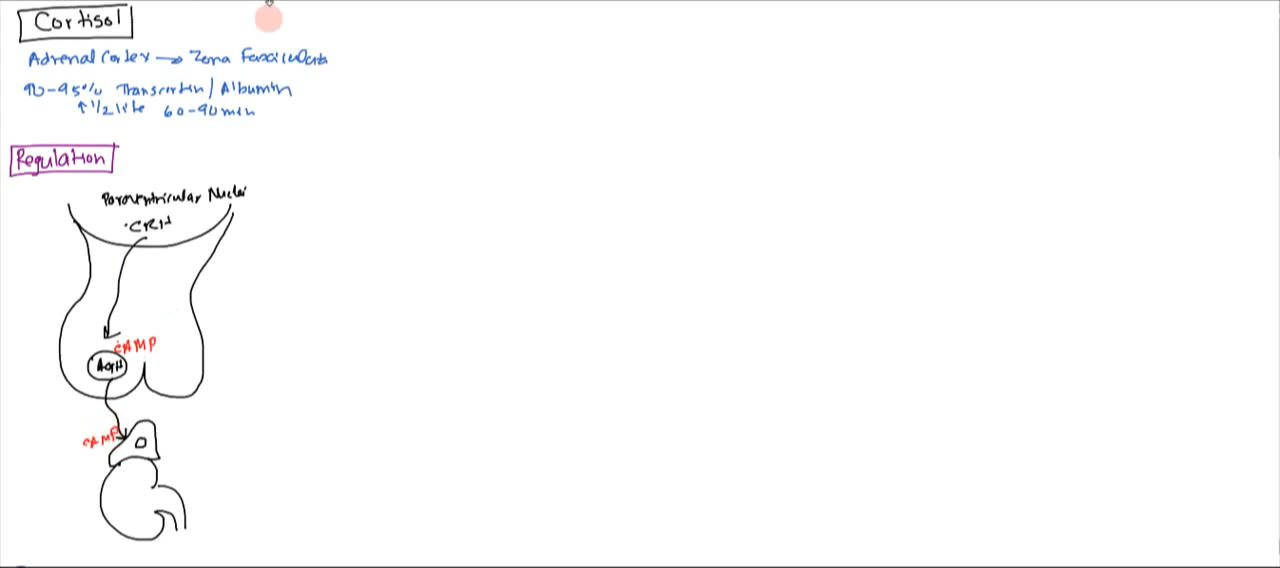 Cortisol
Adrenal Cortex → Zona Fasciculata
90-95% Transcortin / Albumin
↑ 1/2 life 60-90 min
Regulation
Paraventricular Nuclei
CRH
cAMP
ACTH
cAMP